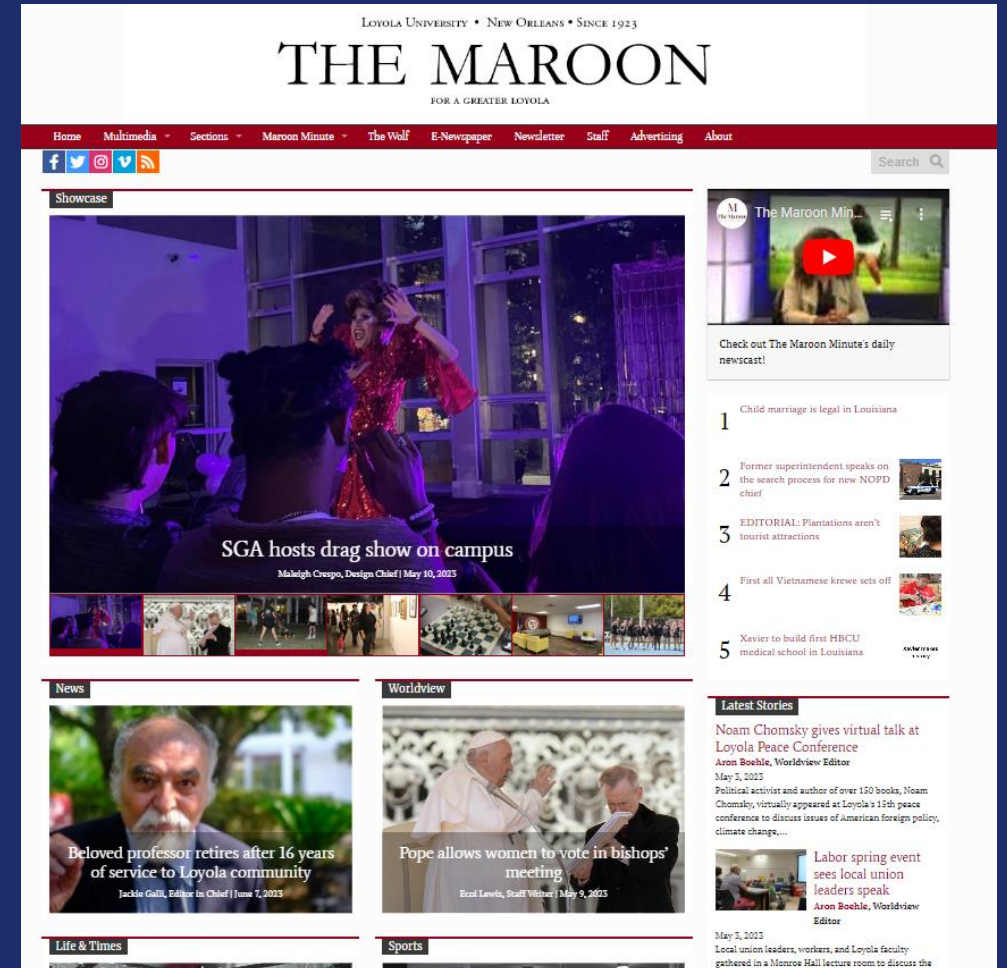 LOYOLA UNIVERSITY • NEW ORLEANS • SINCE 1923
THE MAROON
FOR A GREATER LOYOLA
Home Multimedia Sections Maroon Minute The Wolf E-Newspaper Newsletter Staff Advertising About
Search
Showcase
SGA hosts drag show on campus
Maleigh Crespo, Design Chief | May 10, 2023
News
Beloved professor retires after 16 years
of service to Loyola community
Jackie Galli, Editor in Chief | June 7, 2023
Worldview
Pope allows women to vote in bishops'
meeting
Ecoi Lewis, Staff Writer | May 9, 2023
Life & Times
Sports
M
The Maroon
The Maroon Min...
Check out The Maroon Minute's daily
newscast!
1 Child marriage is legal in Louisiana
2 Former superintendent speaks on
the search process for new NOPD
chief
3 EDITORIAL: Plantations aren't
tourist attractions
4 First all Vietnamese krewe sets off
5 Xavier to build first HBCU
medical school in Louisiana
Latest Stories
Noam Chomsky gives virtual talk at
Loyola Peace Conference
Aron Boehle, Worldview Editor
May 3, 2023
Political activist and author of over 150 books, Noam
Chomsky, virtually appeared at Loyola's 15th peace
conference to discuss issues of American foreign policy,
climate change,...
Labor spring event
sees local union
leaders speak
Aron Boehle, Worldview
Editor
May 3, 2023
Local union leaders, workers, and Loyola faculty
gathered in a Monroe Hall lecture room to discuss the